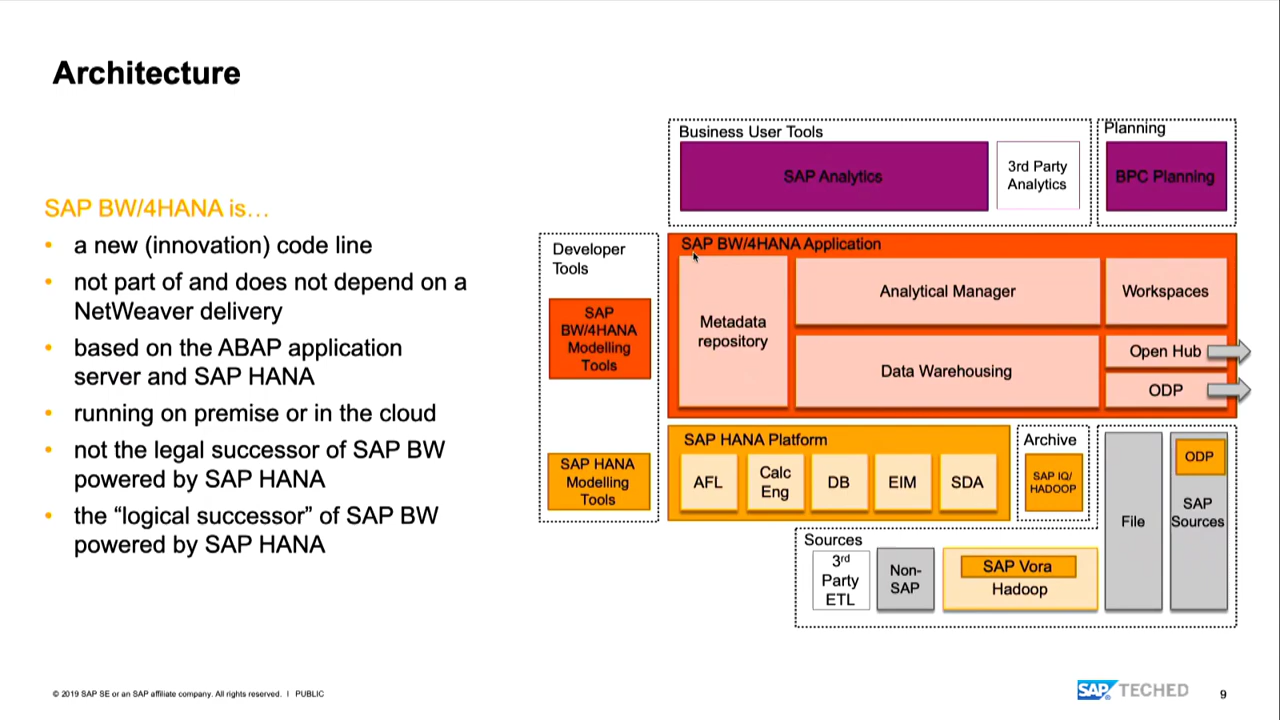 Architecture
SAP BW/4HANA is…
• a new (innovation) code line
• not part of and does not depend on a
NetWeaver delivery
• based on the ABAP application
server and SAP HANA
• running on premise or in the cloud
• not the legal successor of SAP BW
powered by SAP HANA
• the “logical successor” of SAP BW
powered by SAP HANA
Business User Tools
SAP Analytics
3rd Party
Analytics
Planning
BPC Planning
Developer
Tools
SAP
BW/4HANA
Modelling
Tools
SAP HANA
Modelling
Tools
SAP BW/4HANA Application
Metadata
repository
Analytical Manager
Data Warehousing
Workspaces
Open Hub
ODP
SAP HANA Platform
AFL
Calc
Eng
DB
EIM
SDA
Archive
SAP IQ/
HADOOP
File
ODP
SAP
Sources
Sources
3rd
Party
ETL
Non-
SAP
SAP Vora
Hadoop
© 2019 SAP SE or an SAP affiliate company. All rights reserved. I PUBLIC
SAP TECHED
9